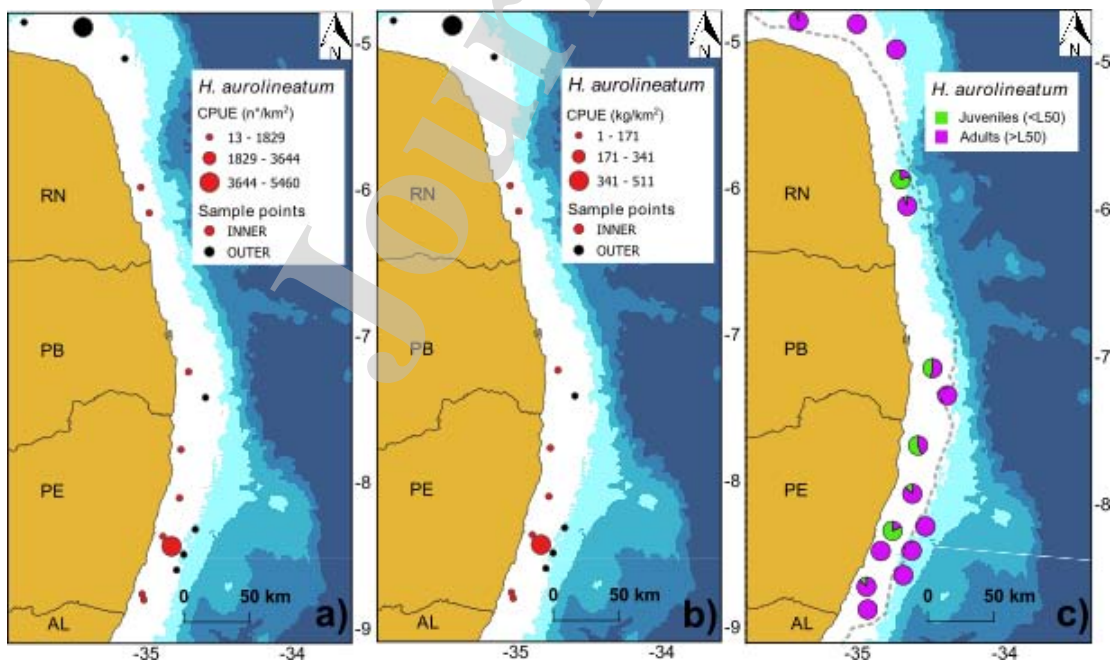 N
H. aurolineatum
CPUE (n°/km²)
13 - 1829
1829 - 3644
3644 - 5460
Sample points
INNER
OUTER
RN
PB
PE
AL
0 50 km
a)
-35 -34
-5
-6
-7
-8
-9
N
H. aurolineatum
CPUE (kg/km²)
1 - 171
171 - 341
341 - 511
Sample points
INNER
OUTER
RN
PB
PE
AL
0 50 km
b)
-35 -34
-5
-6
-7
-8
-9
N
H. aurolineatum
Juveniles (<L50)
Adults (>L50)
RN
PB
PE
AL
0 50 km
c)
-35 -34
-5
-6
-7
-8
Jour